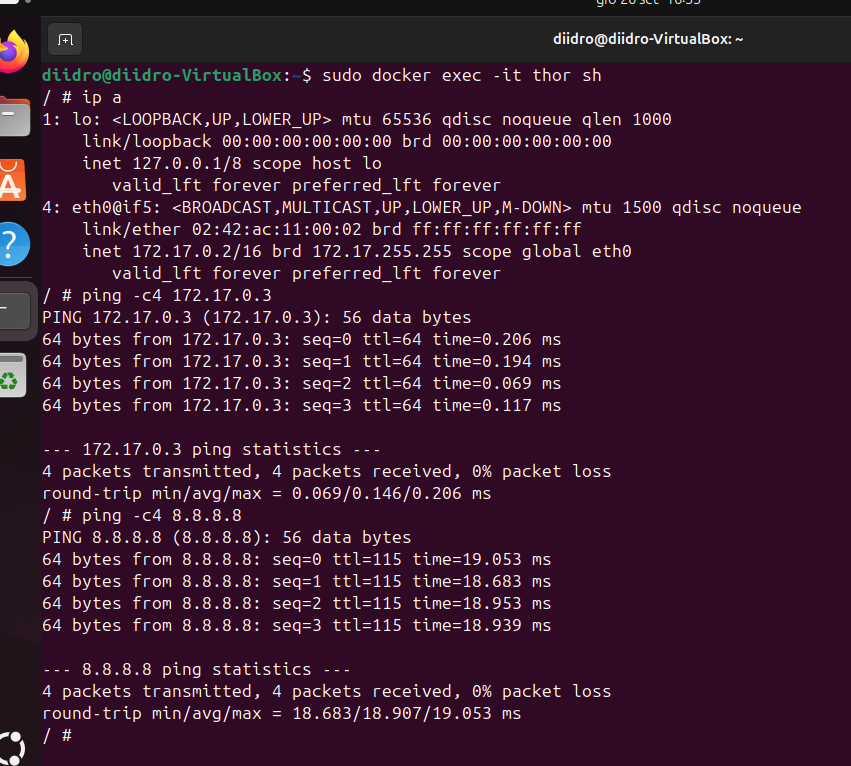 gio 26 set 16:55
diidro@diidro-VirtualBox: ~
diidro@diidro-VirtualBox:~$ sudo docker exec -it thor sh
/ # ip a
1: lo: <LOOPBACK,UP,LOWER_UP> mtu 65536 qdisc noqueue qlen 1000
    link/loopback 00:00:00:00:00:00 brd 00:00:00:00:00:00
    inet 127.0.0.1/8 scope host lo
       valid_lft forever preferred_lft forever
4: eth0@if5: <BROADCAST,MULTICAST,UP,LOWER_UP,M-DOWN> mtu 1500 qdisc noqueue
    link/ether 02:42:ac:11:00:02 brd ff:ff:ff:ff:ff:ff
    inet 172.17.0.2/16 brd 172.17.255.255 scope global eth0
       valid_lft forever preferred_lft forever
/ # ping -c4 172.17.0.3
PING 172.17.0.3 (172.17.0.3): 56 data bytes
64 bytes from 172.17.0.3: seq=0 ttl=64 time=0.206 ms
64 bytes from 172.17.0.3: seq=1 ttl=64 time=0.194 ms
64 bytes from 172.17.0.3: seq=2 ttl=64 time=0.069 ms
64 bytes from 172.17.0.3: seq=3 ttl=64 time=0.117 ms

--- 172.17.0.3 ping statistics ---
4 packets transmitted, 4 packets received, 0% packet loss
round-trip min/avg/max = 0.069/0.146/0.206 ms
/ # ping -c4 8.8.8.8
PING 8.8.8.8 (8.8.8.8): 56 data bytes
64 bytes from 8.8.8.8: seq=0 ttl=115 time=19.053 ms
64 bytes from 8.8.8.8: seq=1 ttl=115 time=18.683 ms
64 bytes from 8.8.8.8: seq=2 ttl=115 time=18.953 ms
64 bytes from 8.8.8.8: seq=3 ttl=115 time=18.939 ms

--- 8.8.8.8 ping statistics ---
4 packets transmitted, 4 packets received, 0% packet loss
round-trip min/avg/max = 18.683/18.907/19.053 ms
/ #